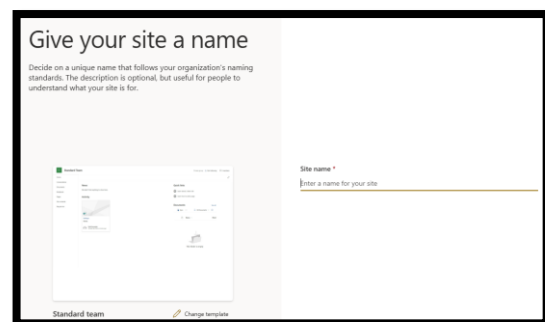 Give your site a name
Decide on a unique name that follows your organization's naming
standards. The description is optional, but useful for people to
understand what your site is for.
Site name *
Enter a name for your site
Standard team
Change template